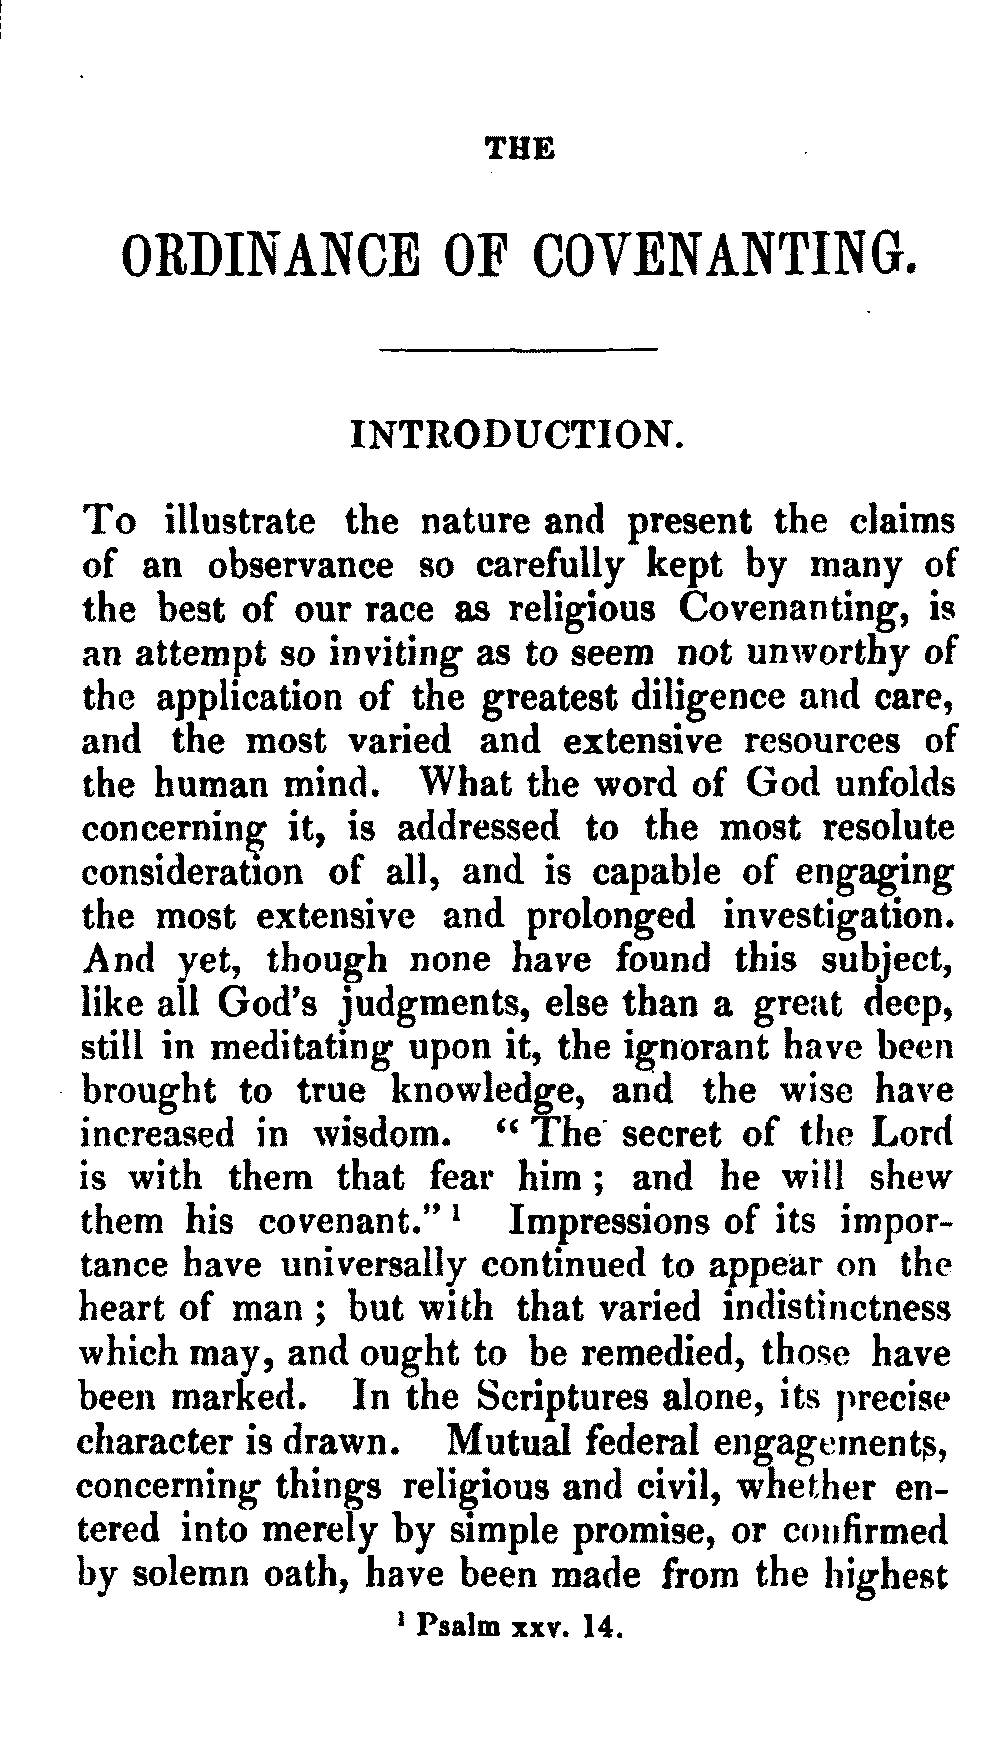 THE
ORDINANCE OF COVENANTING.
INTRODUCTION.
To illustrate the nature and present the claims
of an observance so carefully kept by many of
the best of our race as religious Covenanting, is
an attempt so inviting as to seem not unworthy of
the application of the greatest diligence and care,
and the most varied and extensive resources of
the human mind. What the word of God unfolds
concerning it, is addressed to the most resolute
consideration of all, and is capable of engaging
the most extensive and prolonged investigation.
And yet, though none have found this subject,
like all God's judgments, else than a great deep,
still in meditating upon it, the ignorant have been
brought to true knowledge, and the wise have
increased in wisdom. “ The secret of the Lord
is with them that fear him ; and he will shew
them his covenant.” ¹ Impressions of its impor-
tance have universally continued to appear on the
heart of man ; but with that varied indistinctness
which may, and ought to be remedied, those have
been marked. In the Scriptures alone, its precise
character is drawn. Mutual federal engagements,
concerning things religious and civil, whether en-
tered into merely by simple promise, or confirmed
by solemn oath, have been made from the highest
¹ Psalm xxv. 14.